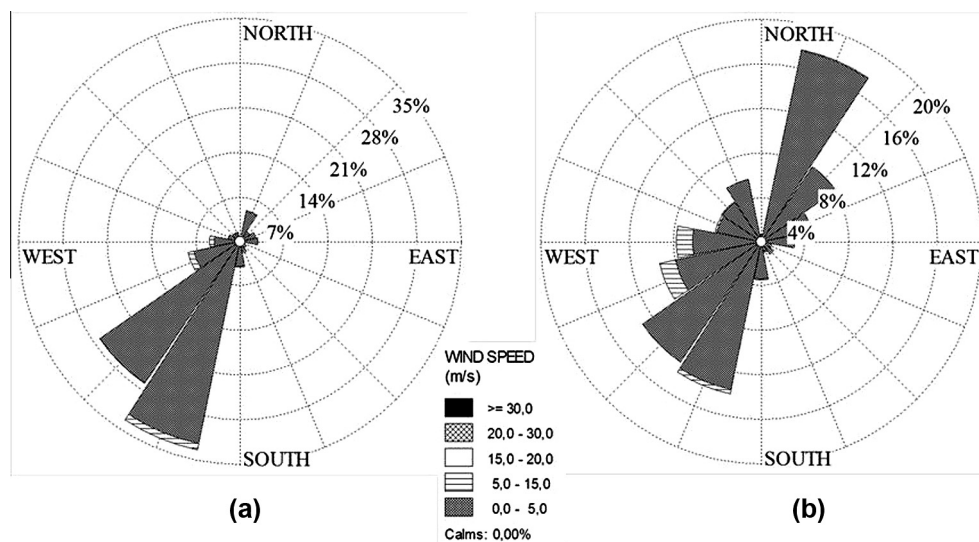 NORTH
35%
28%
21%
14%
7%
WEST
EAST
SOUTH
(a)
WIND SPEED
(m/s)
>= 30,0
20,0 - 30,0
15,0 - 20,0
5,0 - 15,0
0,0 - 5,0
Calms: 0,00%
NORTH
20%
16%
12%
8%
4%
WEST
EAST
SOUTH
(b)